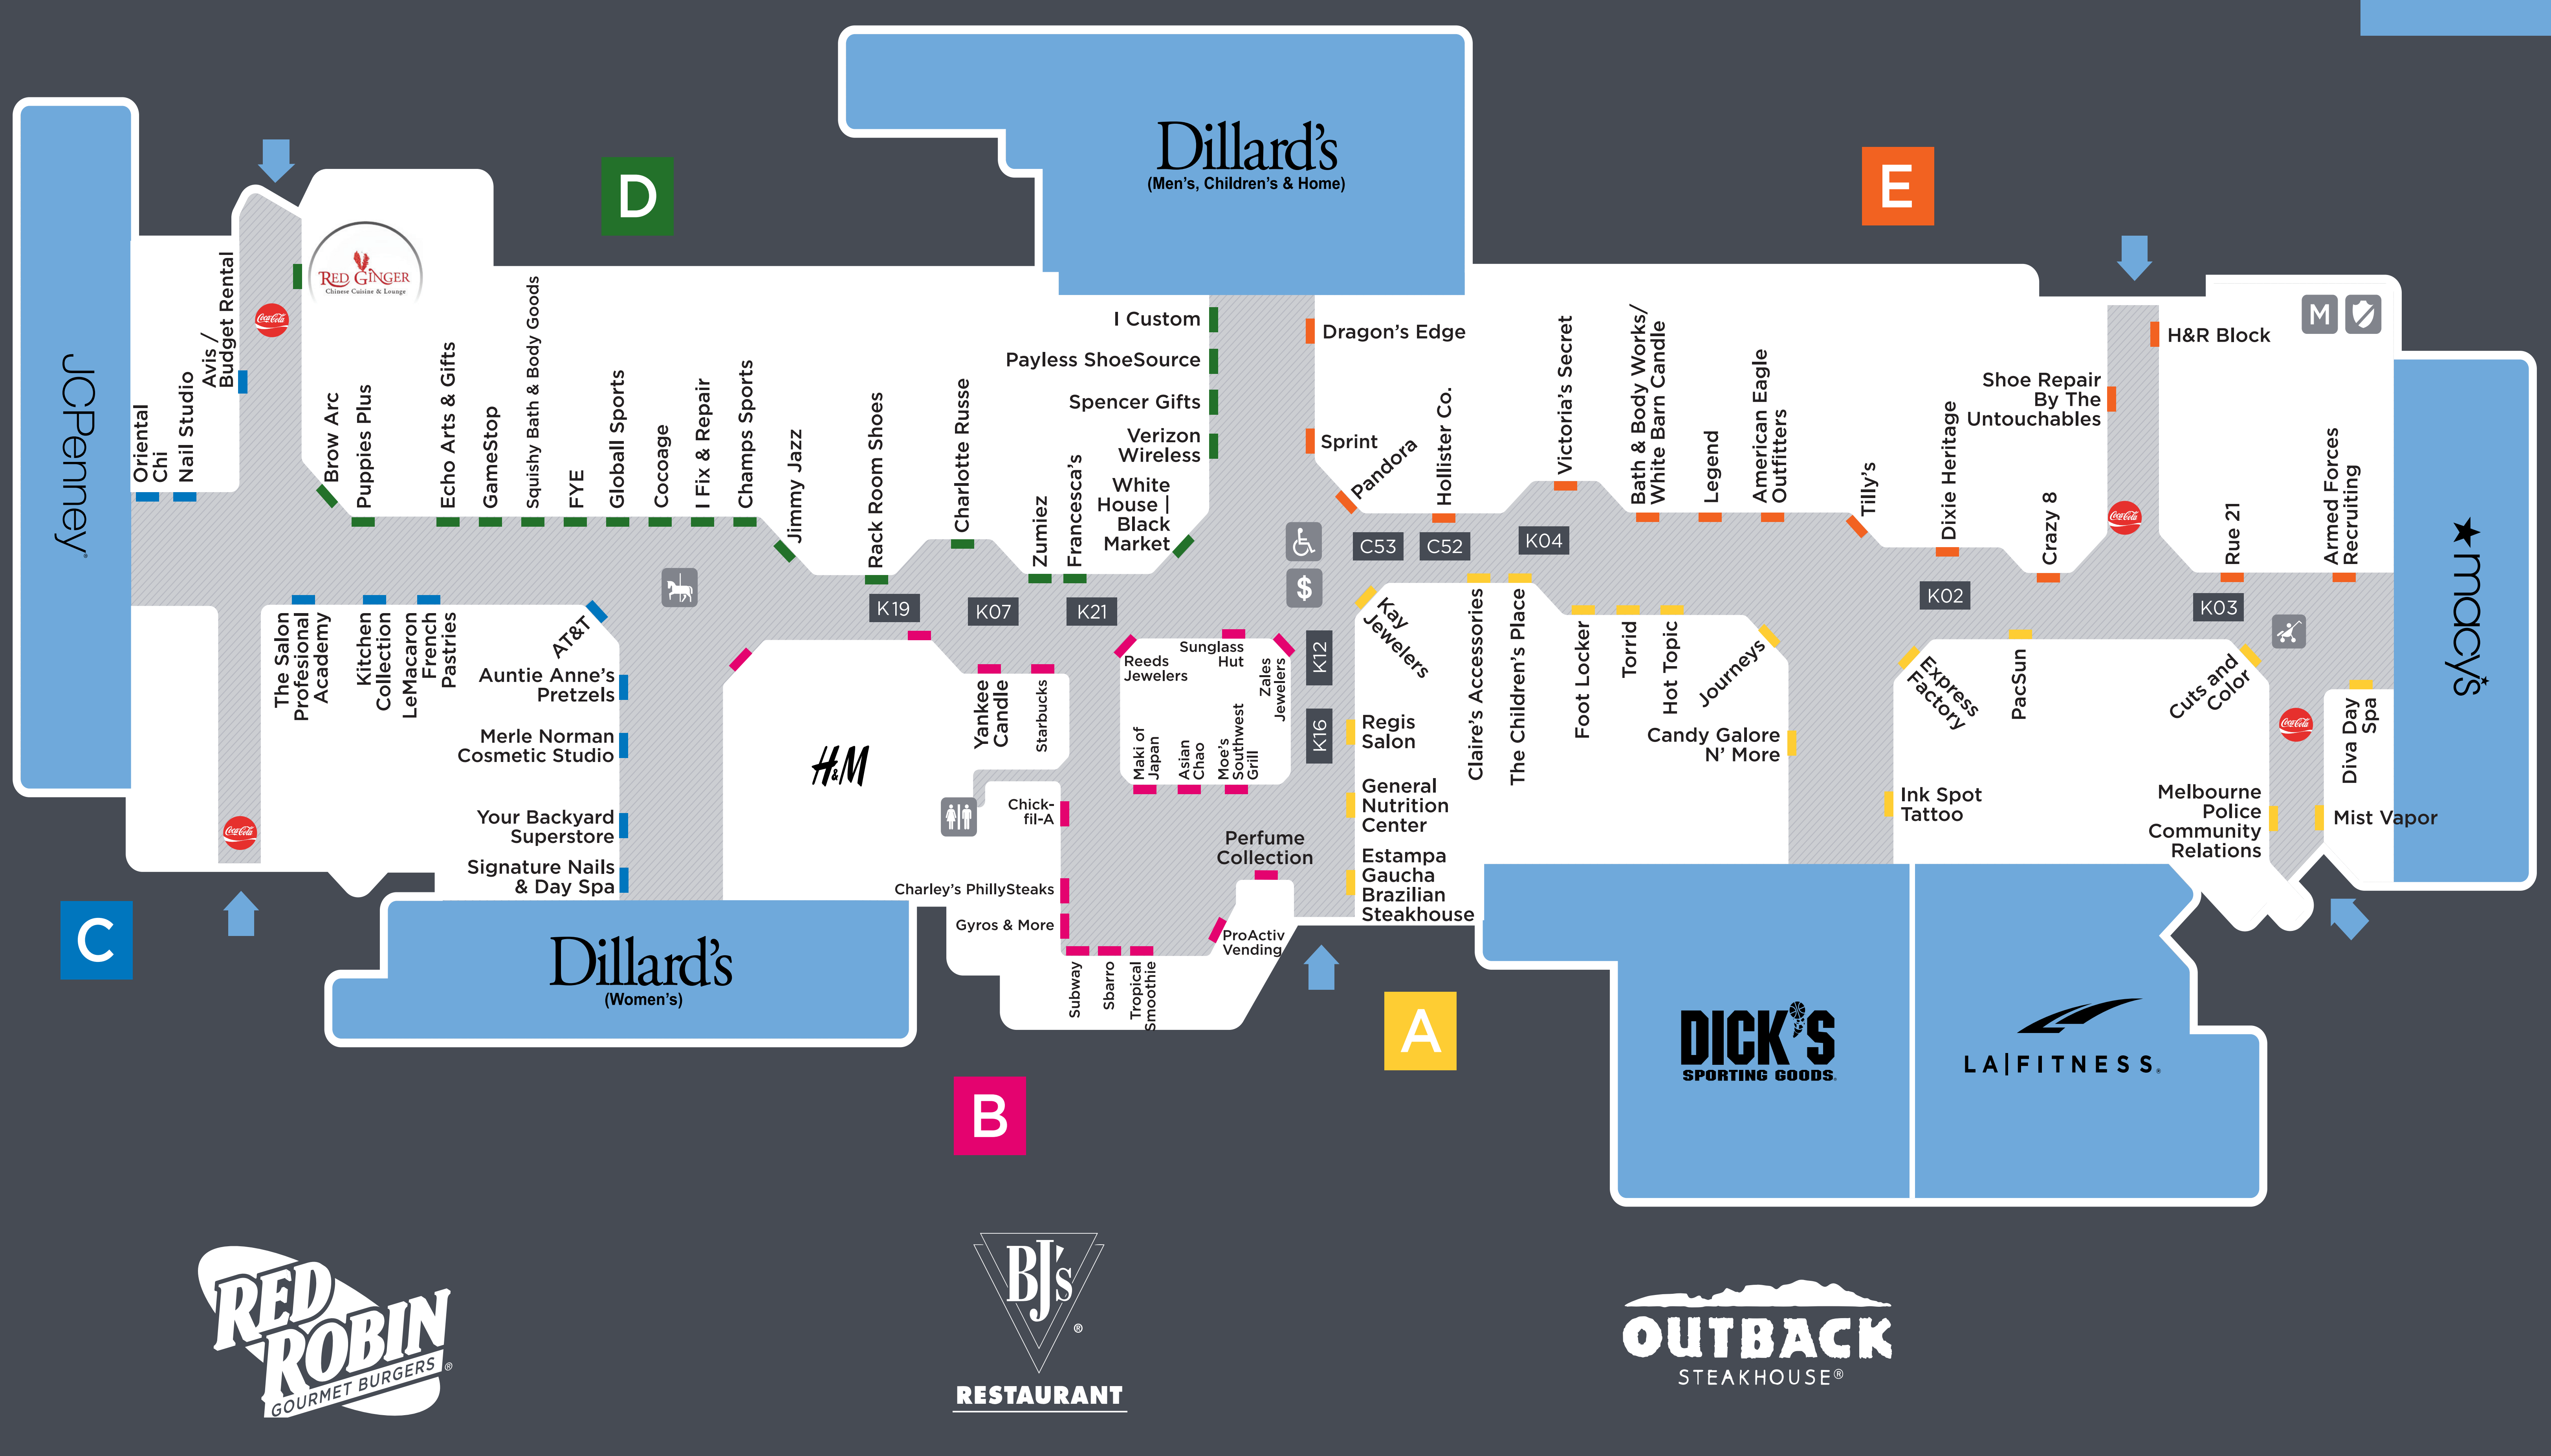 Dillard's
(Men's, Children's & Home)
D
E
JCPenney
RED GINGER
Chinese Cuisine & Lounge
Coca-Cola
Oriental
Chi
Nail Studio
Avis /
Budget Rental
Brow Arc
Puppies Plus
Echo Arts & Gifts
GameStop
Squishy Bath & Body Goods
FYE
Global Sports
Cocoage
I Fix & Repair
Champs Sports
Jimmy Jazz
Rack Room Shoes
Charlotte Russe
Zumiez
Francesca's
I Custom
Payless ShoeSource
Spencer Gifts
Verizon
Wireless
White
House |
Black
Market
Dragon's Edge
Sprint
Pandora
Hollister Co.
Victoria's Secret
Bath & Body Works/
White Barn Candle
Legend
American Eagle
Outfitters
Tilly's
Dixie Heritage
Shoe Repair
By The
Untouchables
Crazy 8
Coca-Cola
H&R Block
M
Rue 21
Armed Forces
Recruiting
macy's
$
C53
C52
K04
K19
K07
K21
K12
K16
K02
K03
The Salon
Profesional
Academy
Kitchen
Collection
LeMacaron
French
Pastries
AT&T
Auntie Anne's
Pretzels
Merle Norman
Cosmetic Studio
Your Backyard
Superstore
Signature Nails
& Day Spa
Coca-Cola
H&M
Yankee
Candle
Starbucks
Reeds
Jewelers
Sunglass
Hut
Zales
Jewelers
Maki of
Japan
Asian
Chao
Moe's
Southwest
Grill
Chick-
fil-A
Charley's PhillySteaks
Gyros & More
Subway
Sbarro
Tropical
Smoothie
Perfume
Collection
ProActiv
Vending
Kay
Jewelers
Regis
Salon
General
Nutrition
Center
Estampa
Gaucha
Brazilian
Steakhouse
Claire's Accessories
The Children's Place
Foot Locker
Torrid
Hot Topic
Journeys
Candy Galore
N' More
Express
Factory
Ink Spot
Tattoo
PacSun
Cuts and
Color
Melbourne
Police
Community
Relations
Coca-Cola
Diva Day
Spa
Mist Vapor
C
Dillard's
(Women's)
B
A
DICK'S
SPORTING GOODS
LA|FITNESS
RED
ROBIN
GOURMET BURGERS®
BJ's®
RESTAURANT
OUTBACK
STEAKHOUSE®